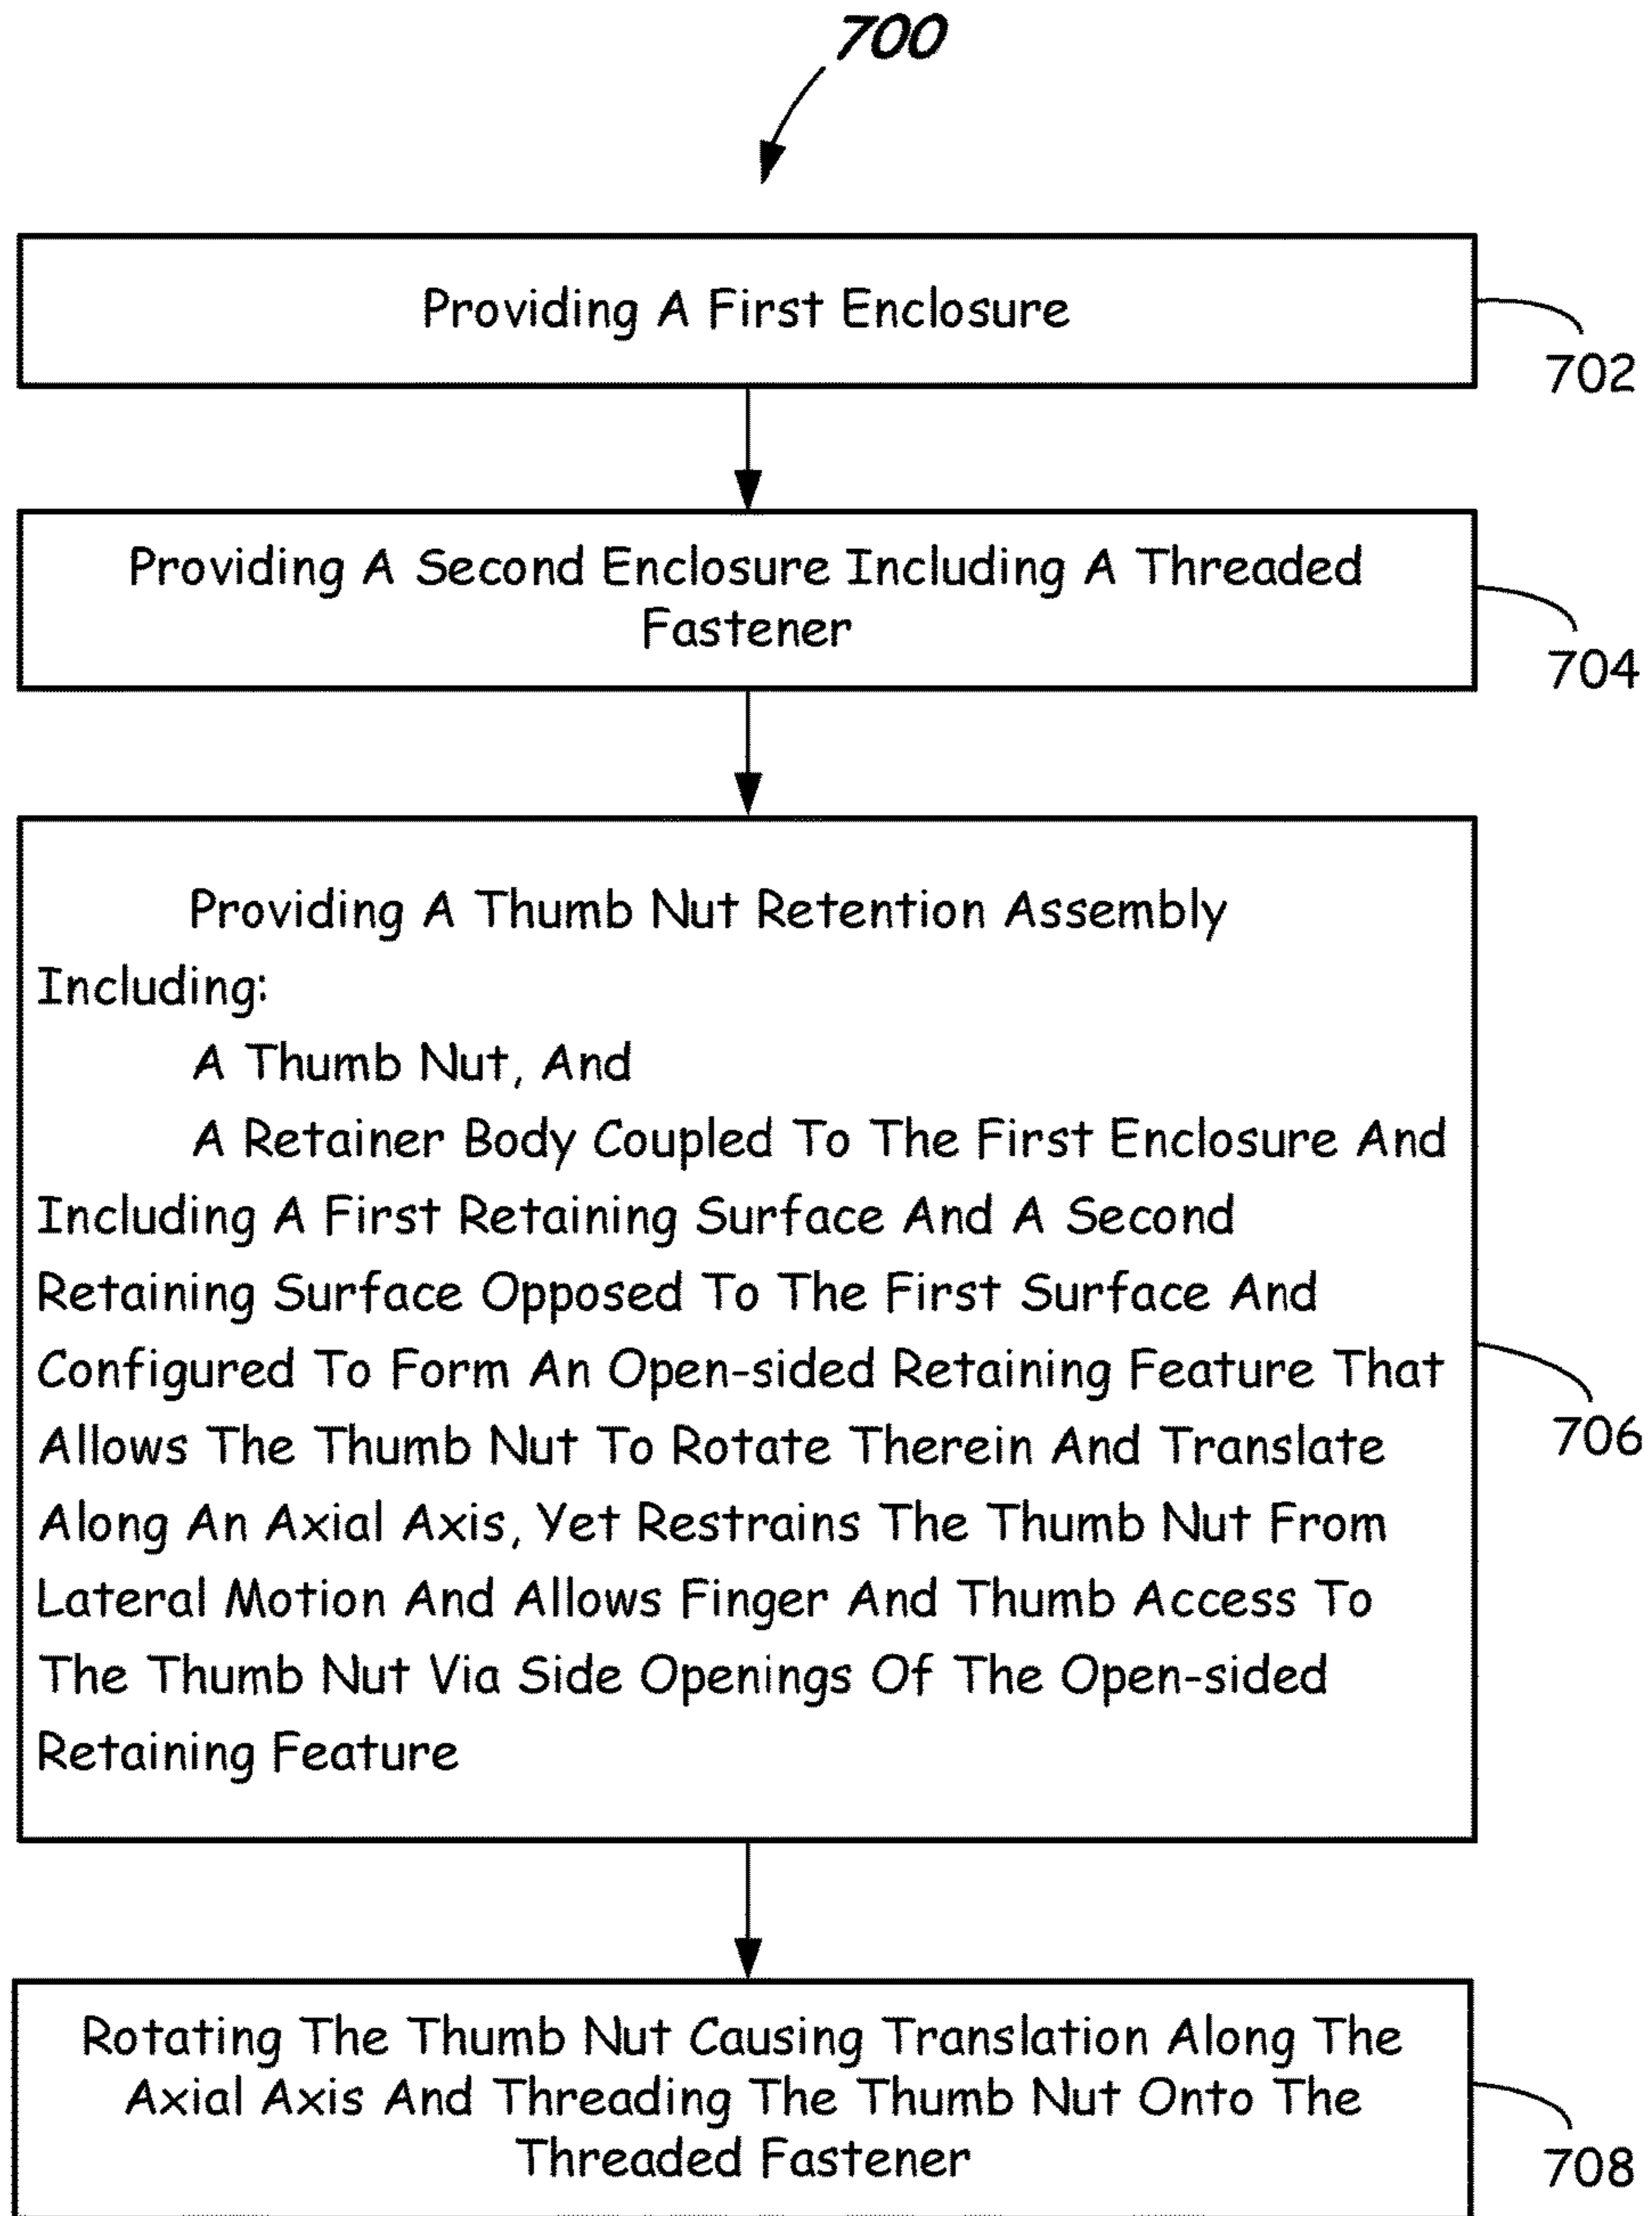 700
Providing A First Enclosure
702
Providing A Second Enclosure Including A Threaded
Fastener
704
Providing A Thumb Nut Retention Assembly
Including:
A Thumb Nut, And
A Retainer Body Coupled To The First Enclosure And
Including A First Retaining Surface And A Second
Retaining Surface Opposed To The First Surface And
Configured To Form An Open-sided Retaining Feature That
Allows The Thumb Nut To Rotate Therein And Translate
Along An Axial Axis, Yet Restrains The Thumb Nut From
Lateral Motion And Allows Finger And Thumb Access To
The Thumb Nut Via Side Openings Of The Open-sided
Retaining Feature
706
Rotating The Thumb Nut Causing Translation Along The
Axial Axis And Threading The Thumb Nut Onto The
Threaded Fastener
708